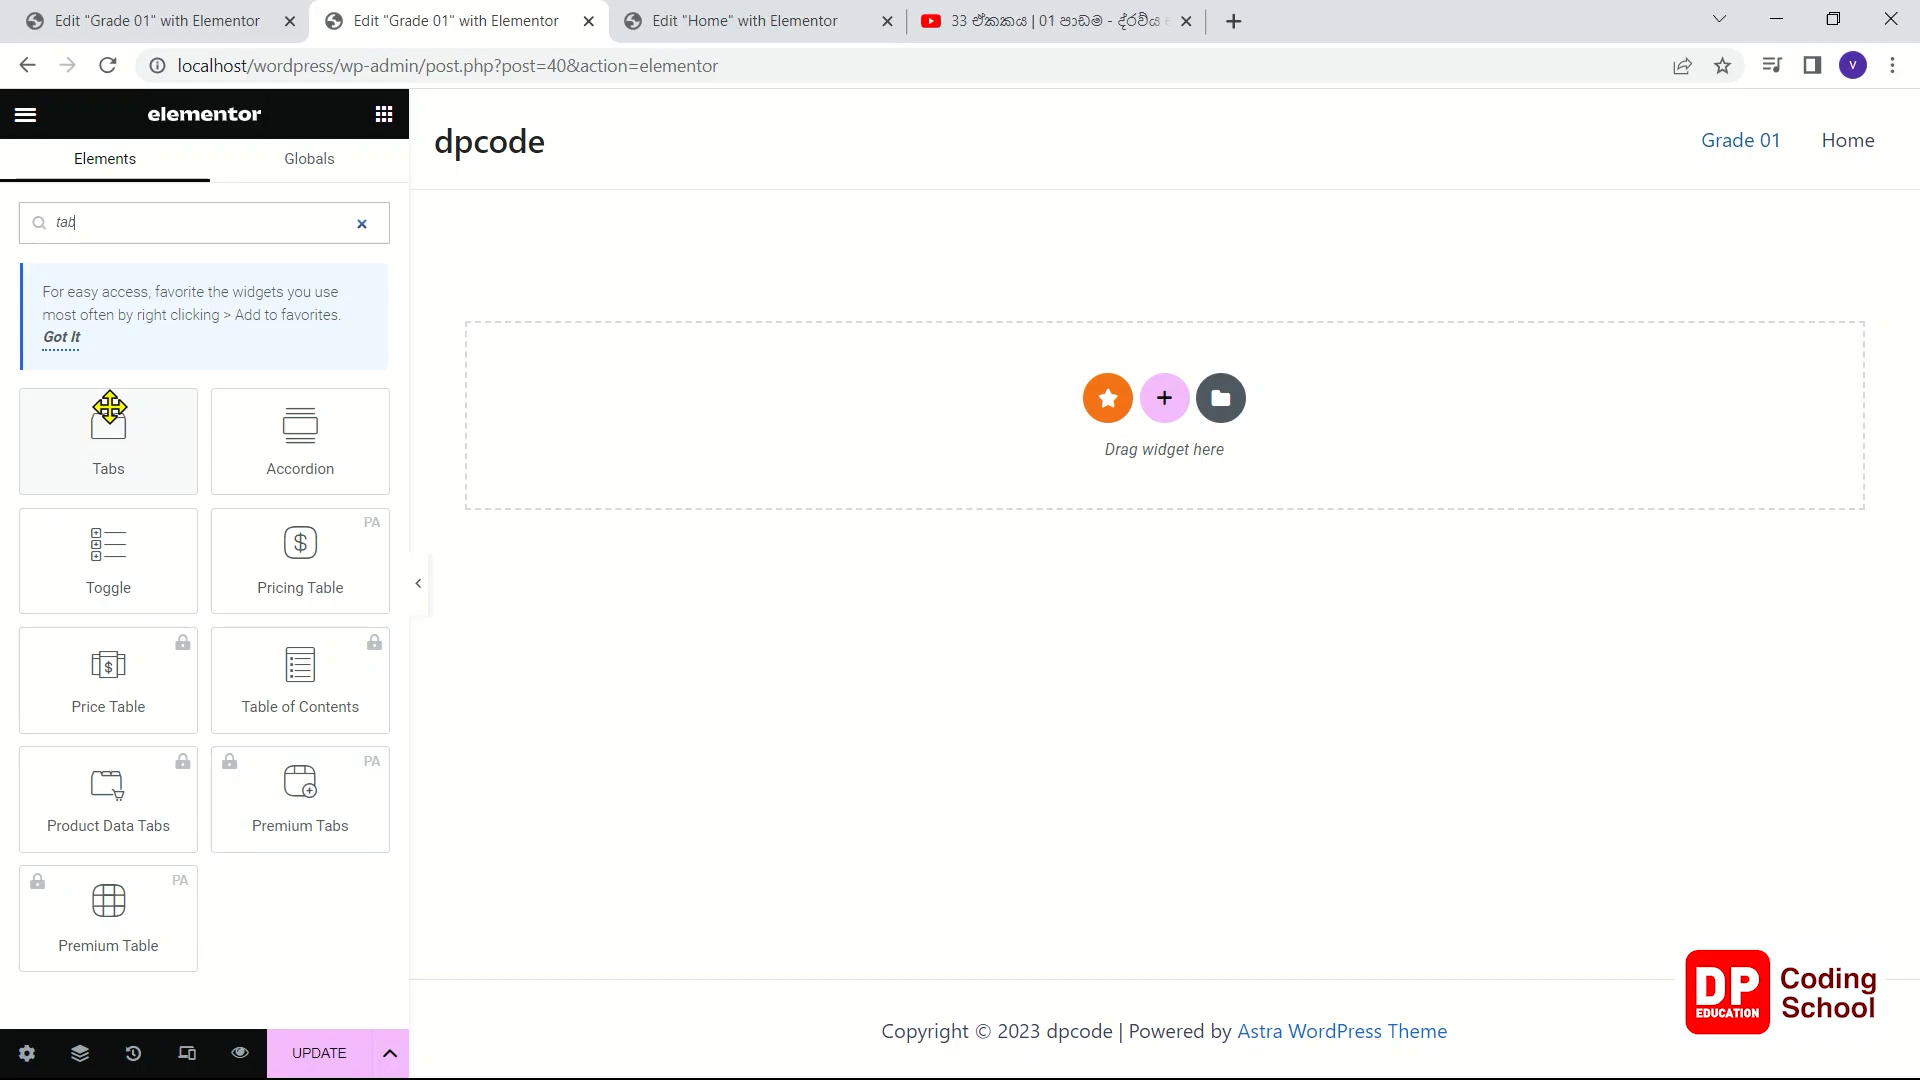 Edit "Grade 01" with Elementor
Edit "Grade 01" with Elementor
Edit "Home" with Elementor
33 ඒකකය | 01 පාඩම - ද්රව්ය
localhost/wordpress/wp-admin/post.php?post=40&action=elementor
V
elementor
Elements
Globals
tab
For easy access, favorite the widgets you use
most often by right clicking > Add to favorites.
Got It
Tabs
Accordion
Toggle
PA
Pricing Table
Price Table
Table of Contents
Product Data Tabs
PA
Premium Tabs
PA
Premium Table
UPDATE
dpcode
Grade 01
Home
Drag widget here
Copyright © 2023 dpcode | Powered by Astra WordPress Theme
DP
EDUCATION
Coding
School